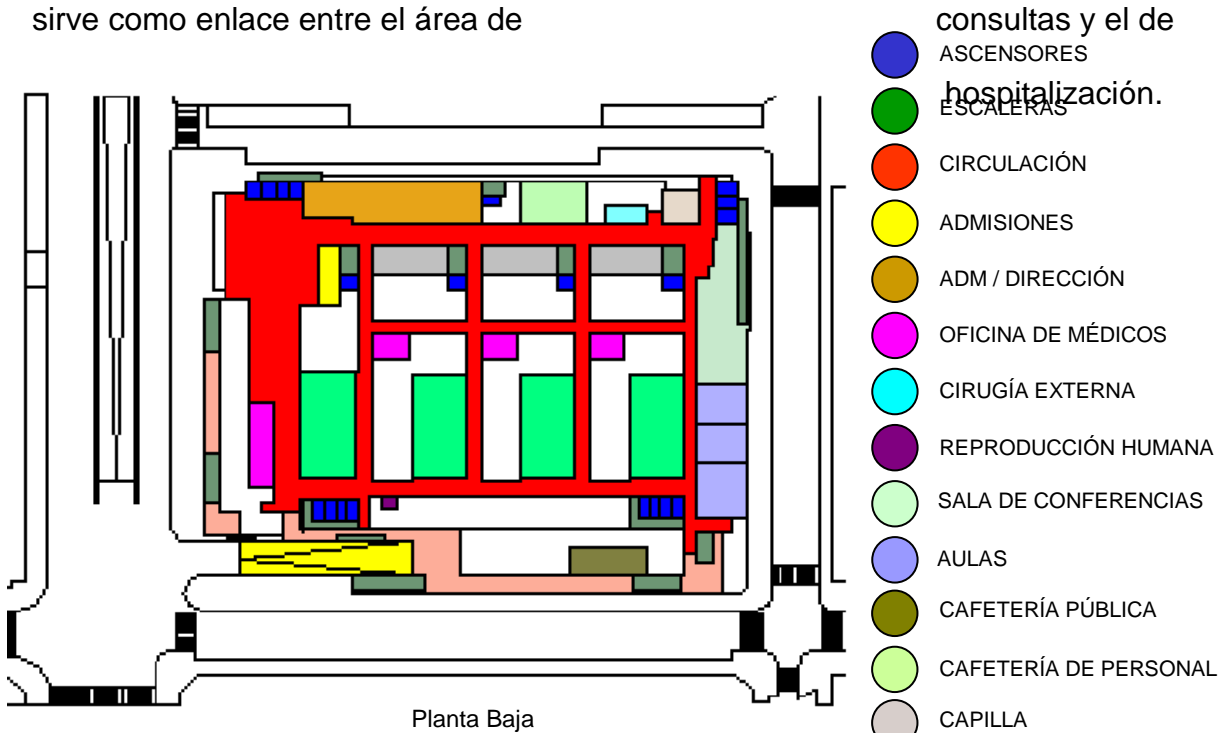 sirve como enlace entre el área de consultas y el de
hospitalización.
ASCENSORES
ESCALERAS
CIRCULACIÓN
ADMISIONES
ADM / DIRECCIÓN
OFICINA DE MÉDICOS
CIRUGÍA EXTERNA
REPRODUCCIÓN HUMANA
SALA DE CONFERENCIAS
AULAS
CAFETERÍA PÚBLICA
CAFETERÍA DE PERSONAL
CAPILLA
Planta Baja